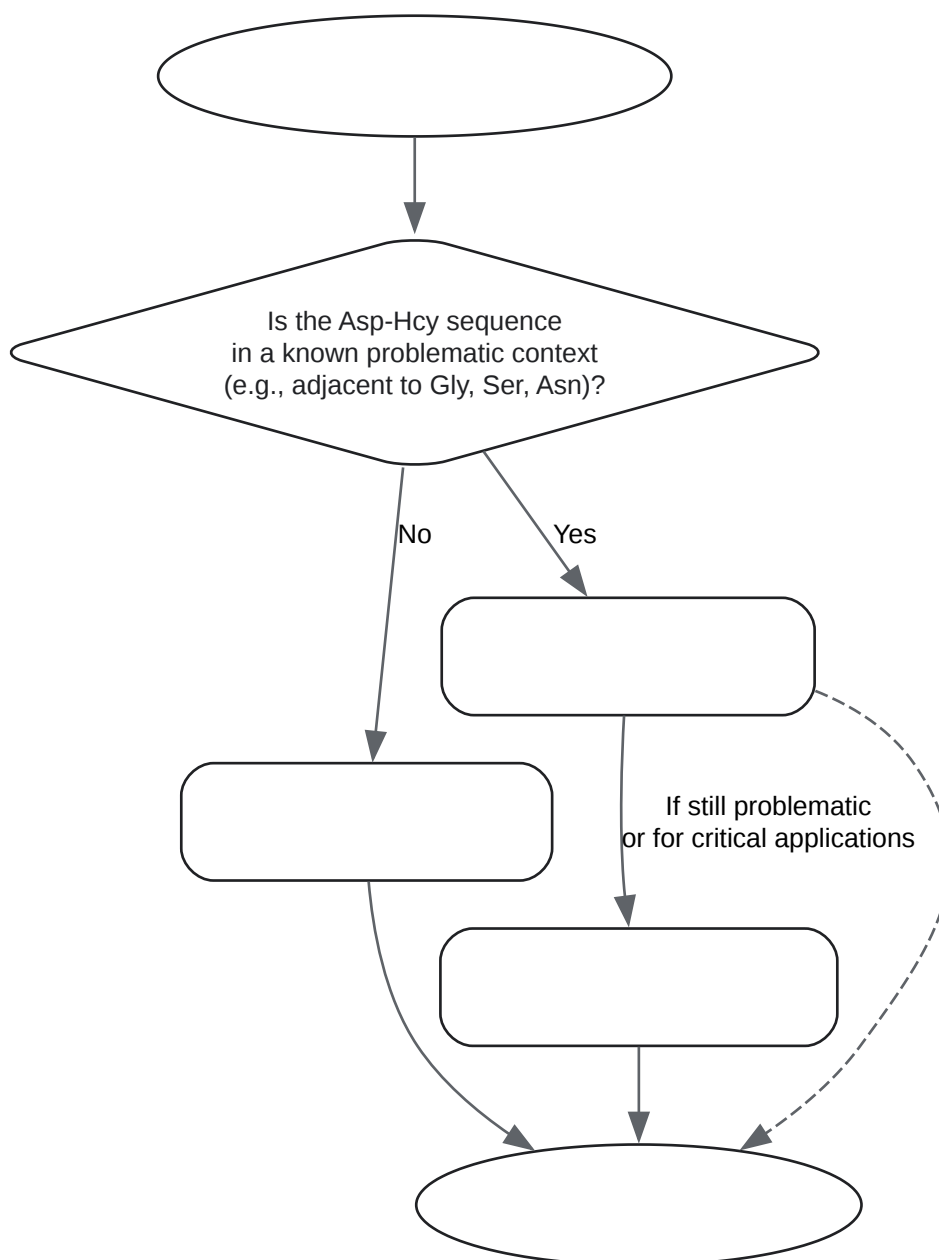 Is the Asp-Hcy sequence
in a known problematic context
(e.g., adjacent to Gly, Ser, Asn)?
No
Yes
If still problematic
or for critical applications